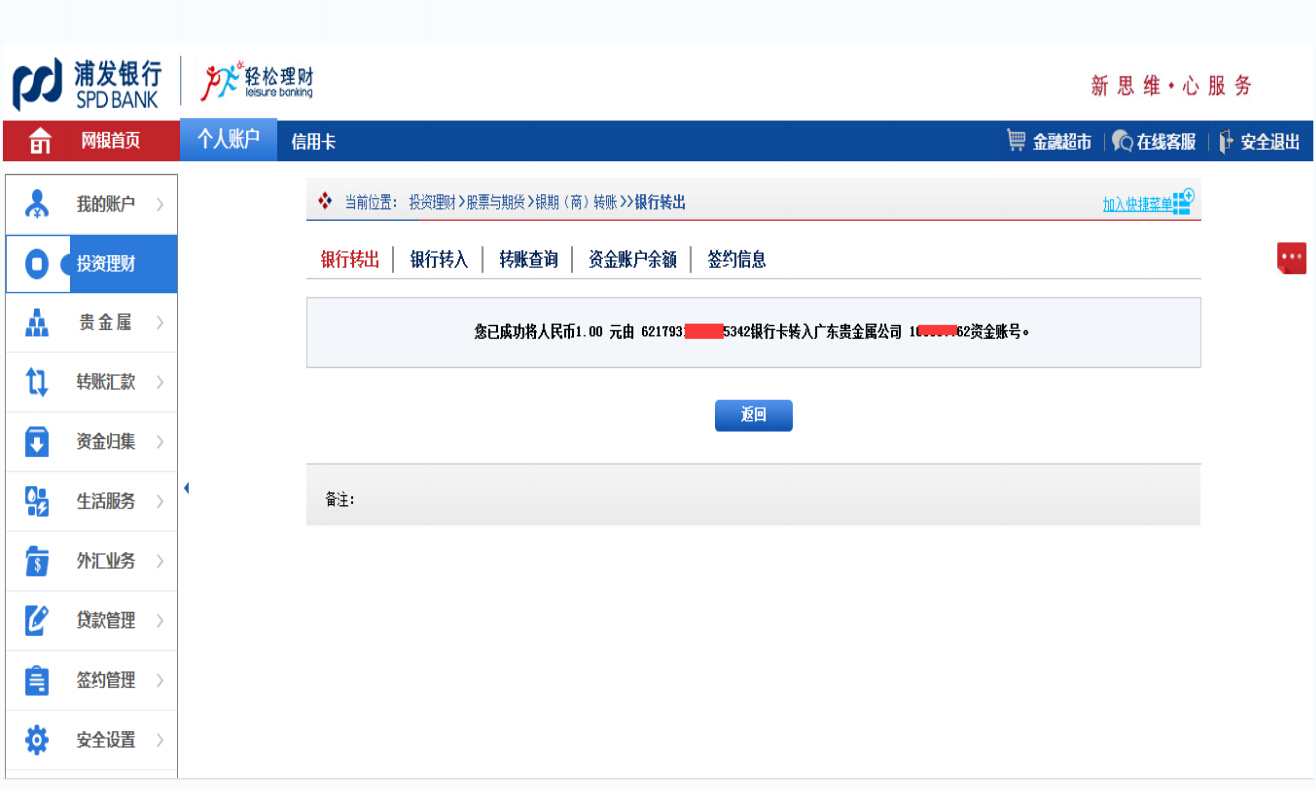 浦发银行 轻松理财
SPD BANK leisure banking
新思维·心服务
网银首页 个人账户 信用卡 金融超市 在线客服 安全退出
我的账户
投资理财
贵金属
转账汇款
资金归集
生活服务
外汇业务
贷款管理
签约管理
安全设置
当前位置: 投资理财>股票与期货>银期（商）转账>>银行转出 加入快捷菜单
银行转出 银行转入 转账查询 资金账户余额 签约信息
您已成功将人民币1.00 元由 621793 5342银行卡转入广东贵金属公司 10 62资金账号。
返回
备注: